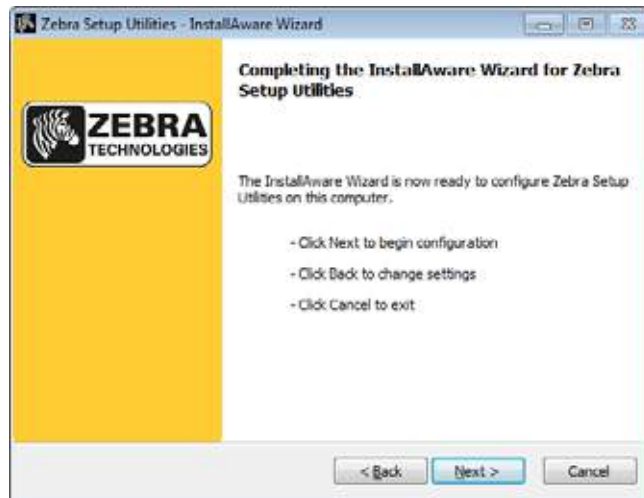 Zebra Setup Utilities - InstallAware Wizard
Completing the InstallAware Wizard for Zebra
Setup Utilities
ZEBRA
TECHNOLOGIES
The InstallAware Wizard is now ready to configure Zebra Setup
Utilities on this computer.
- Click Next to begin configuration
- Click Back to change settings
- Click Cancel to exit
< Back
Next >
Cancel